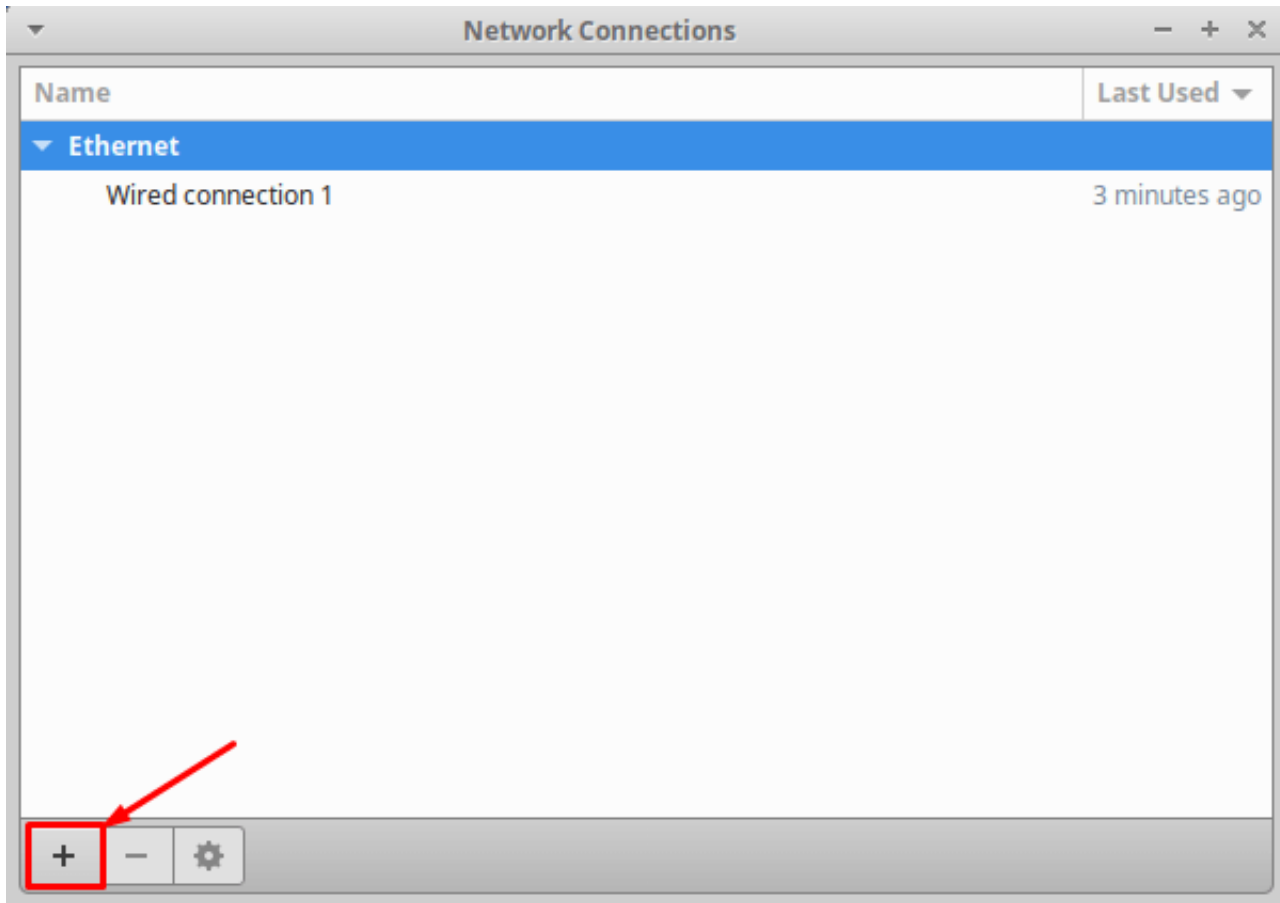 Network Connections
Name Last Used
Ethernet
Wired connection 1 3 minutes ago